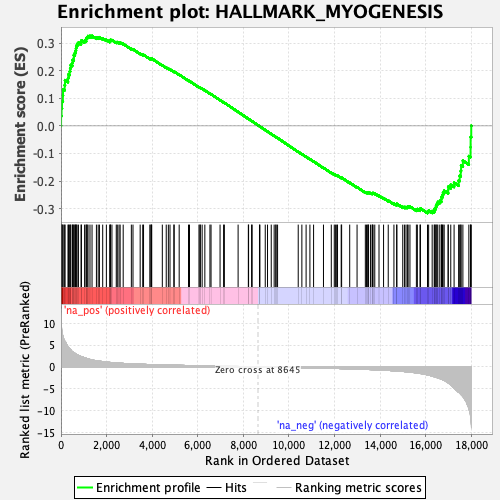 Enrichment plot: HALLMARK_MYOGENESIS
Enrichment score (ES)
0.3
0.2
0.1
0.0
-0.1
-0.2
-0.3
'na_pos' (positively correlated)
Ranked list metric (PreRanked)
10
5
0
-5
-10
-15
Zero cross at 8645
'na_neg' (negatively correlated)
0
2,000
4,000
6,000
8,000
10,000
12,000
14,000
16,000
18,000
Rank in Ordered Dataset
Enrichment profile
Hits
Ranking metric scores